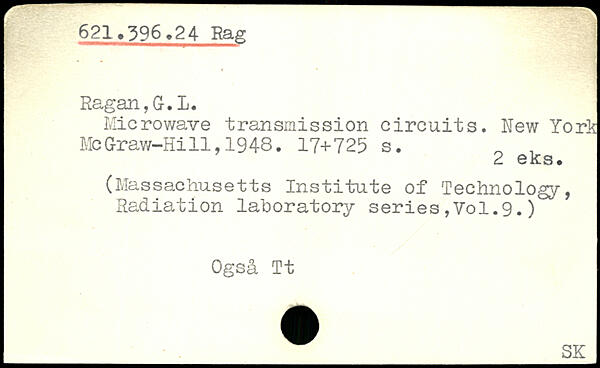 621.396.24 Rag
Ragan,G.L.
Microwave transmission circuits. New York
McGraw-Hill,1948. 17+725 s.
2 eks.
(Massachusetts Institute of Technology,
Radiation laboratory series,Vol.9.)
Også Tt
SK